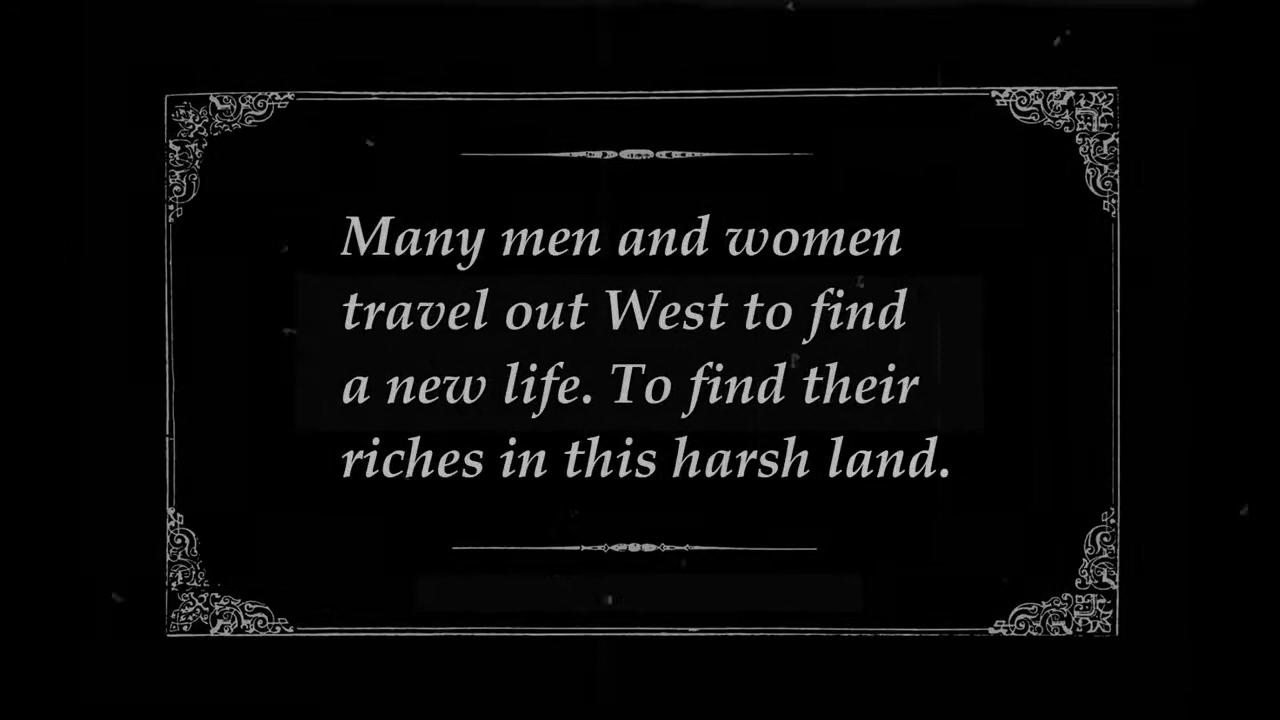 Many men and women
travel out West to find
a new life. To find their
riches in this harsh land.